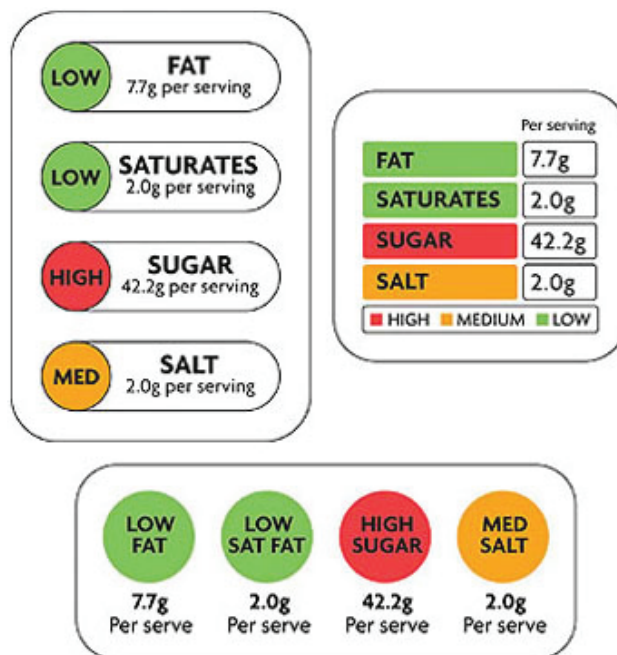 LOW
FAT
7.7g per serving
LOW
SATURATES
2.0g per serving
HIGH
SUGAR
42.2g per serving
MED
SALT
2.0g per serving
Per serving
FAT 7.7g
SATURATES 2.0g
SUGAR 42.2g
SALT 2.0g
HIGH MEDIUM LOW
LOW FAT
7.7g
Per serve
LOW SAT FAT
2.0g
Per serve
HIGH SUGAR
42.2g
Per serve
MED SALT
2.0g
Per serve